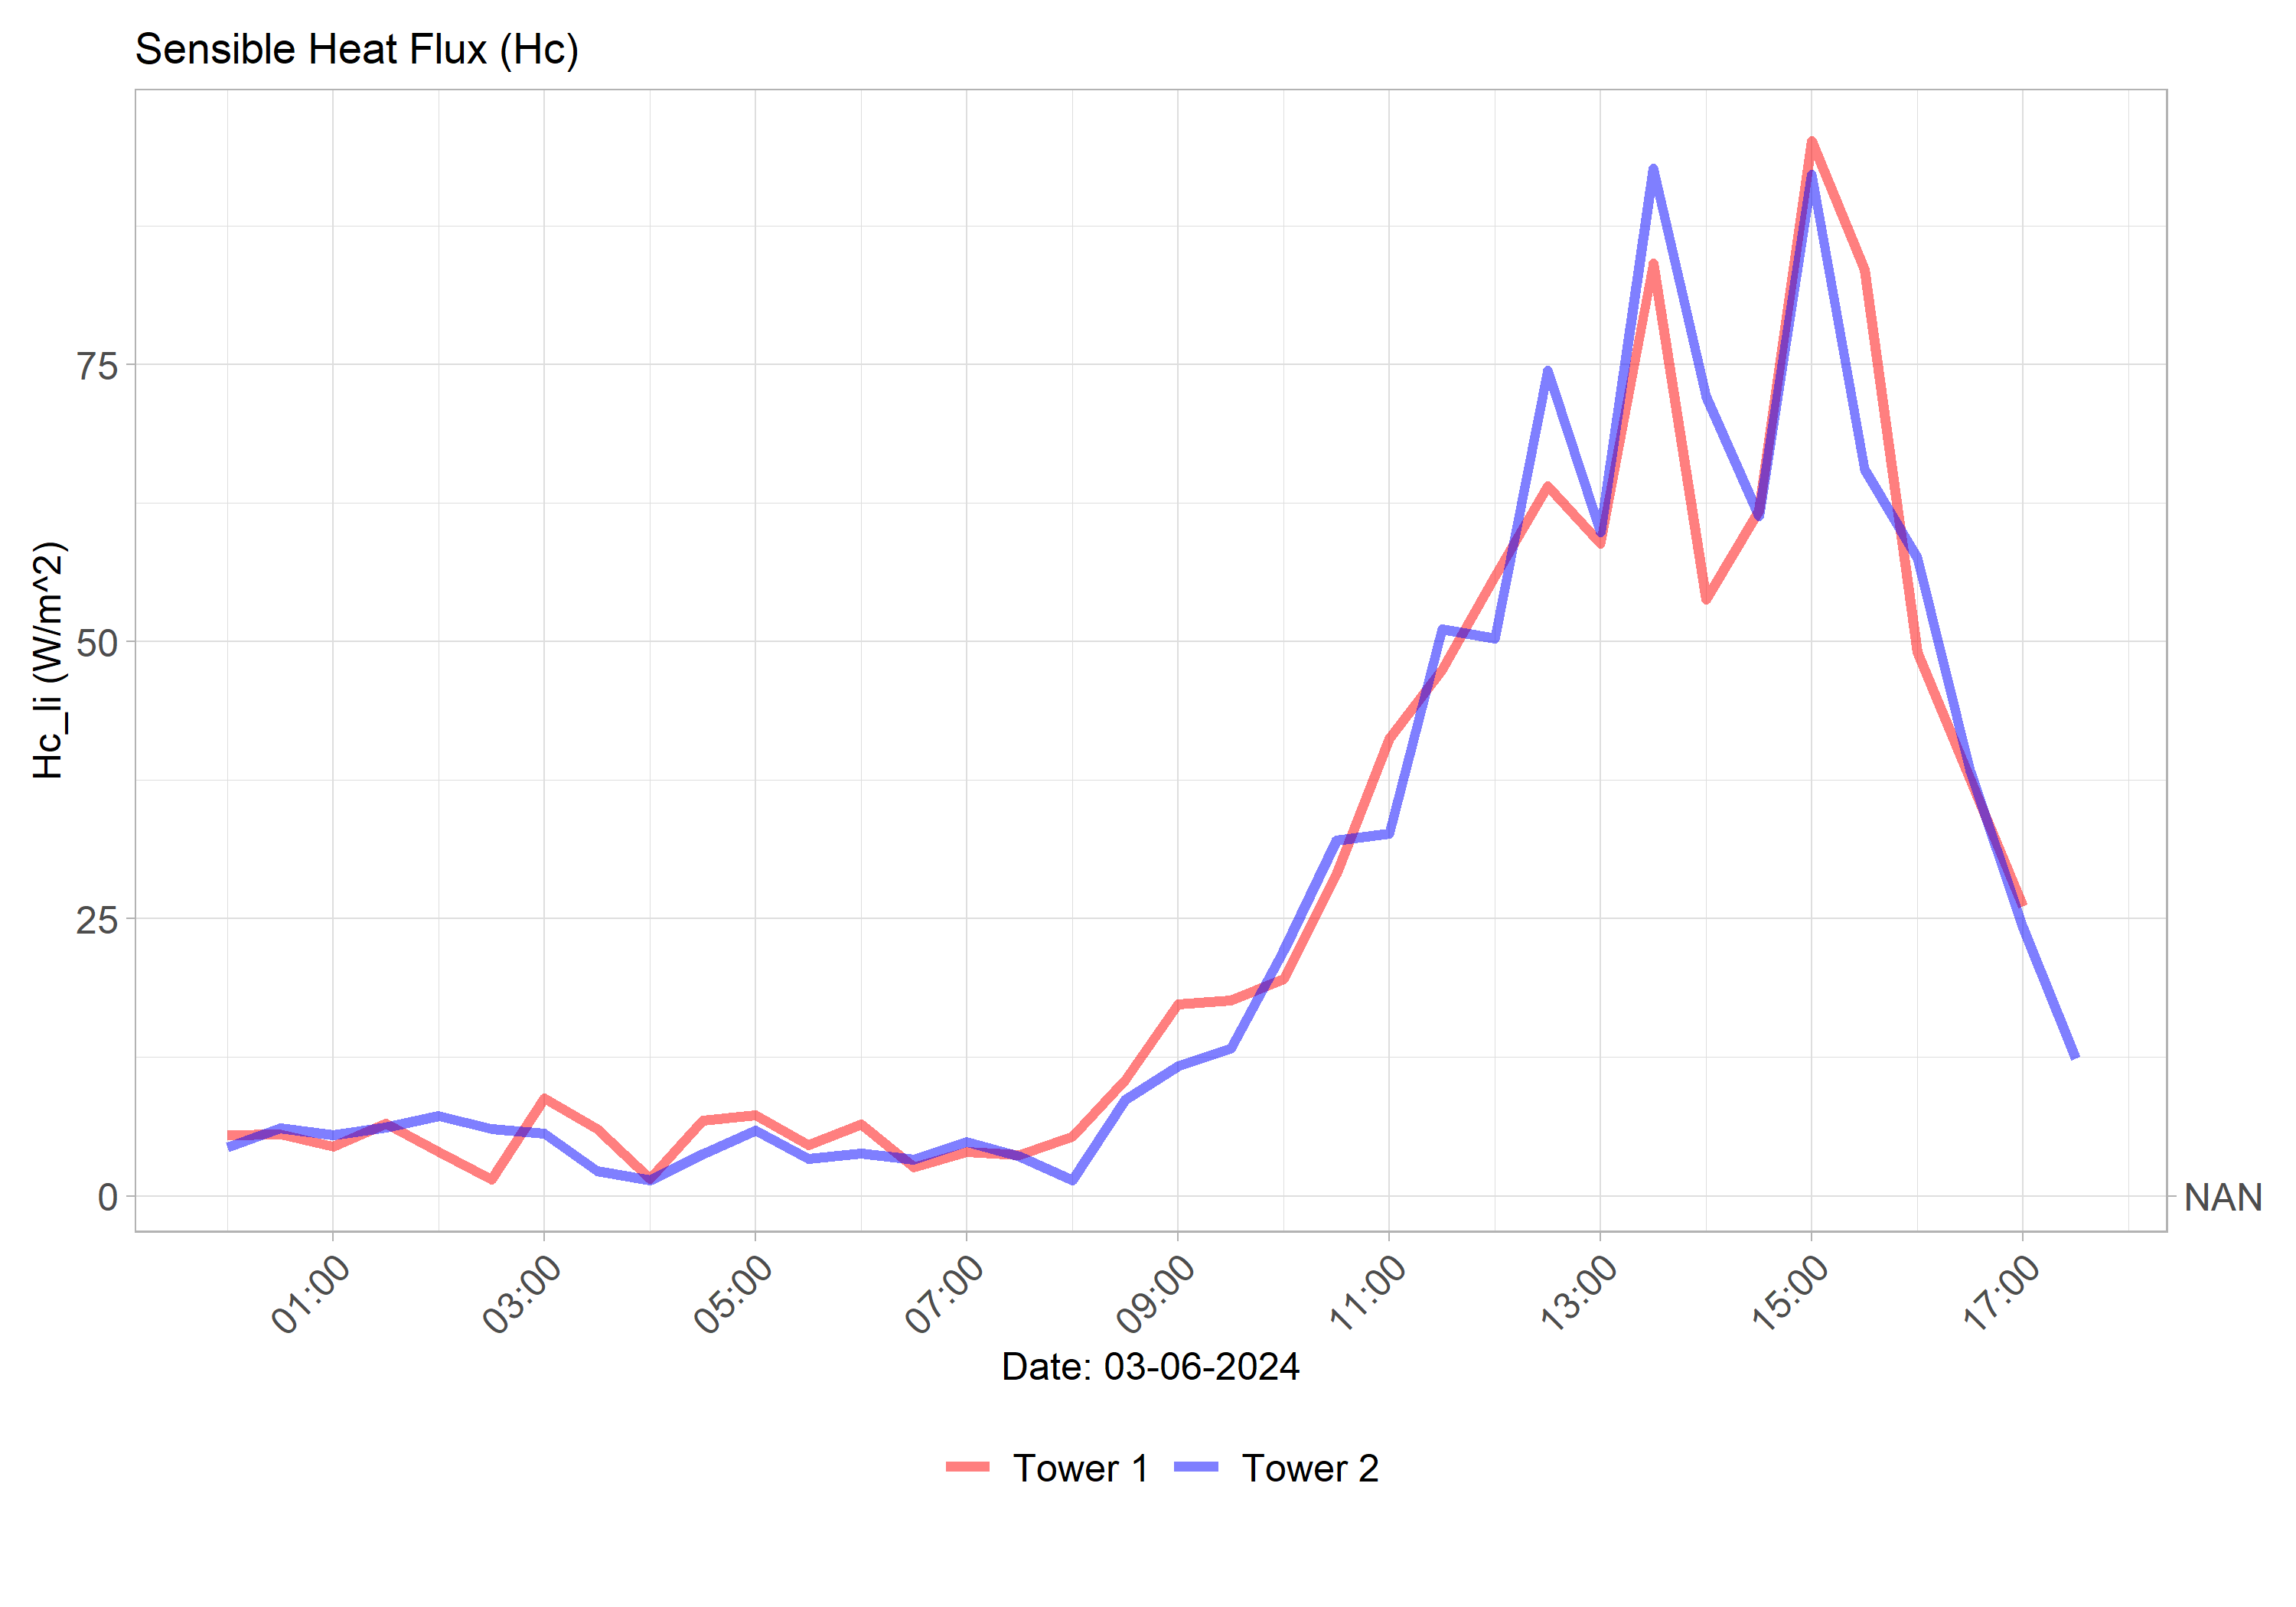 Sensible Heat Flux (Hc)
Hc_li (W/m^2)
75
50
25
0
NAN
01:00
03:00
05:00
07:00
09:00
11:00
13:00
15:00
17:00
Date: 03-06-2024
Tower 1
Tower 2